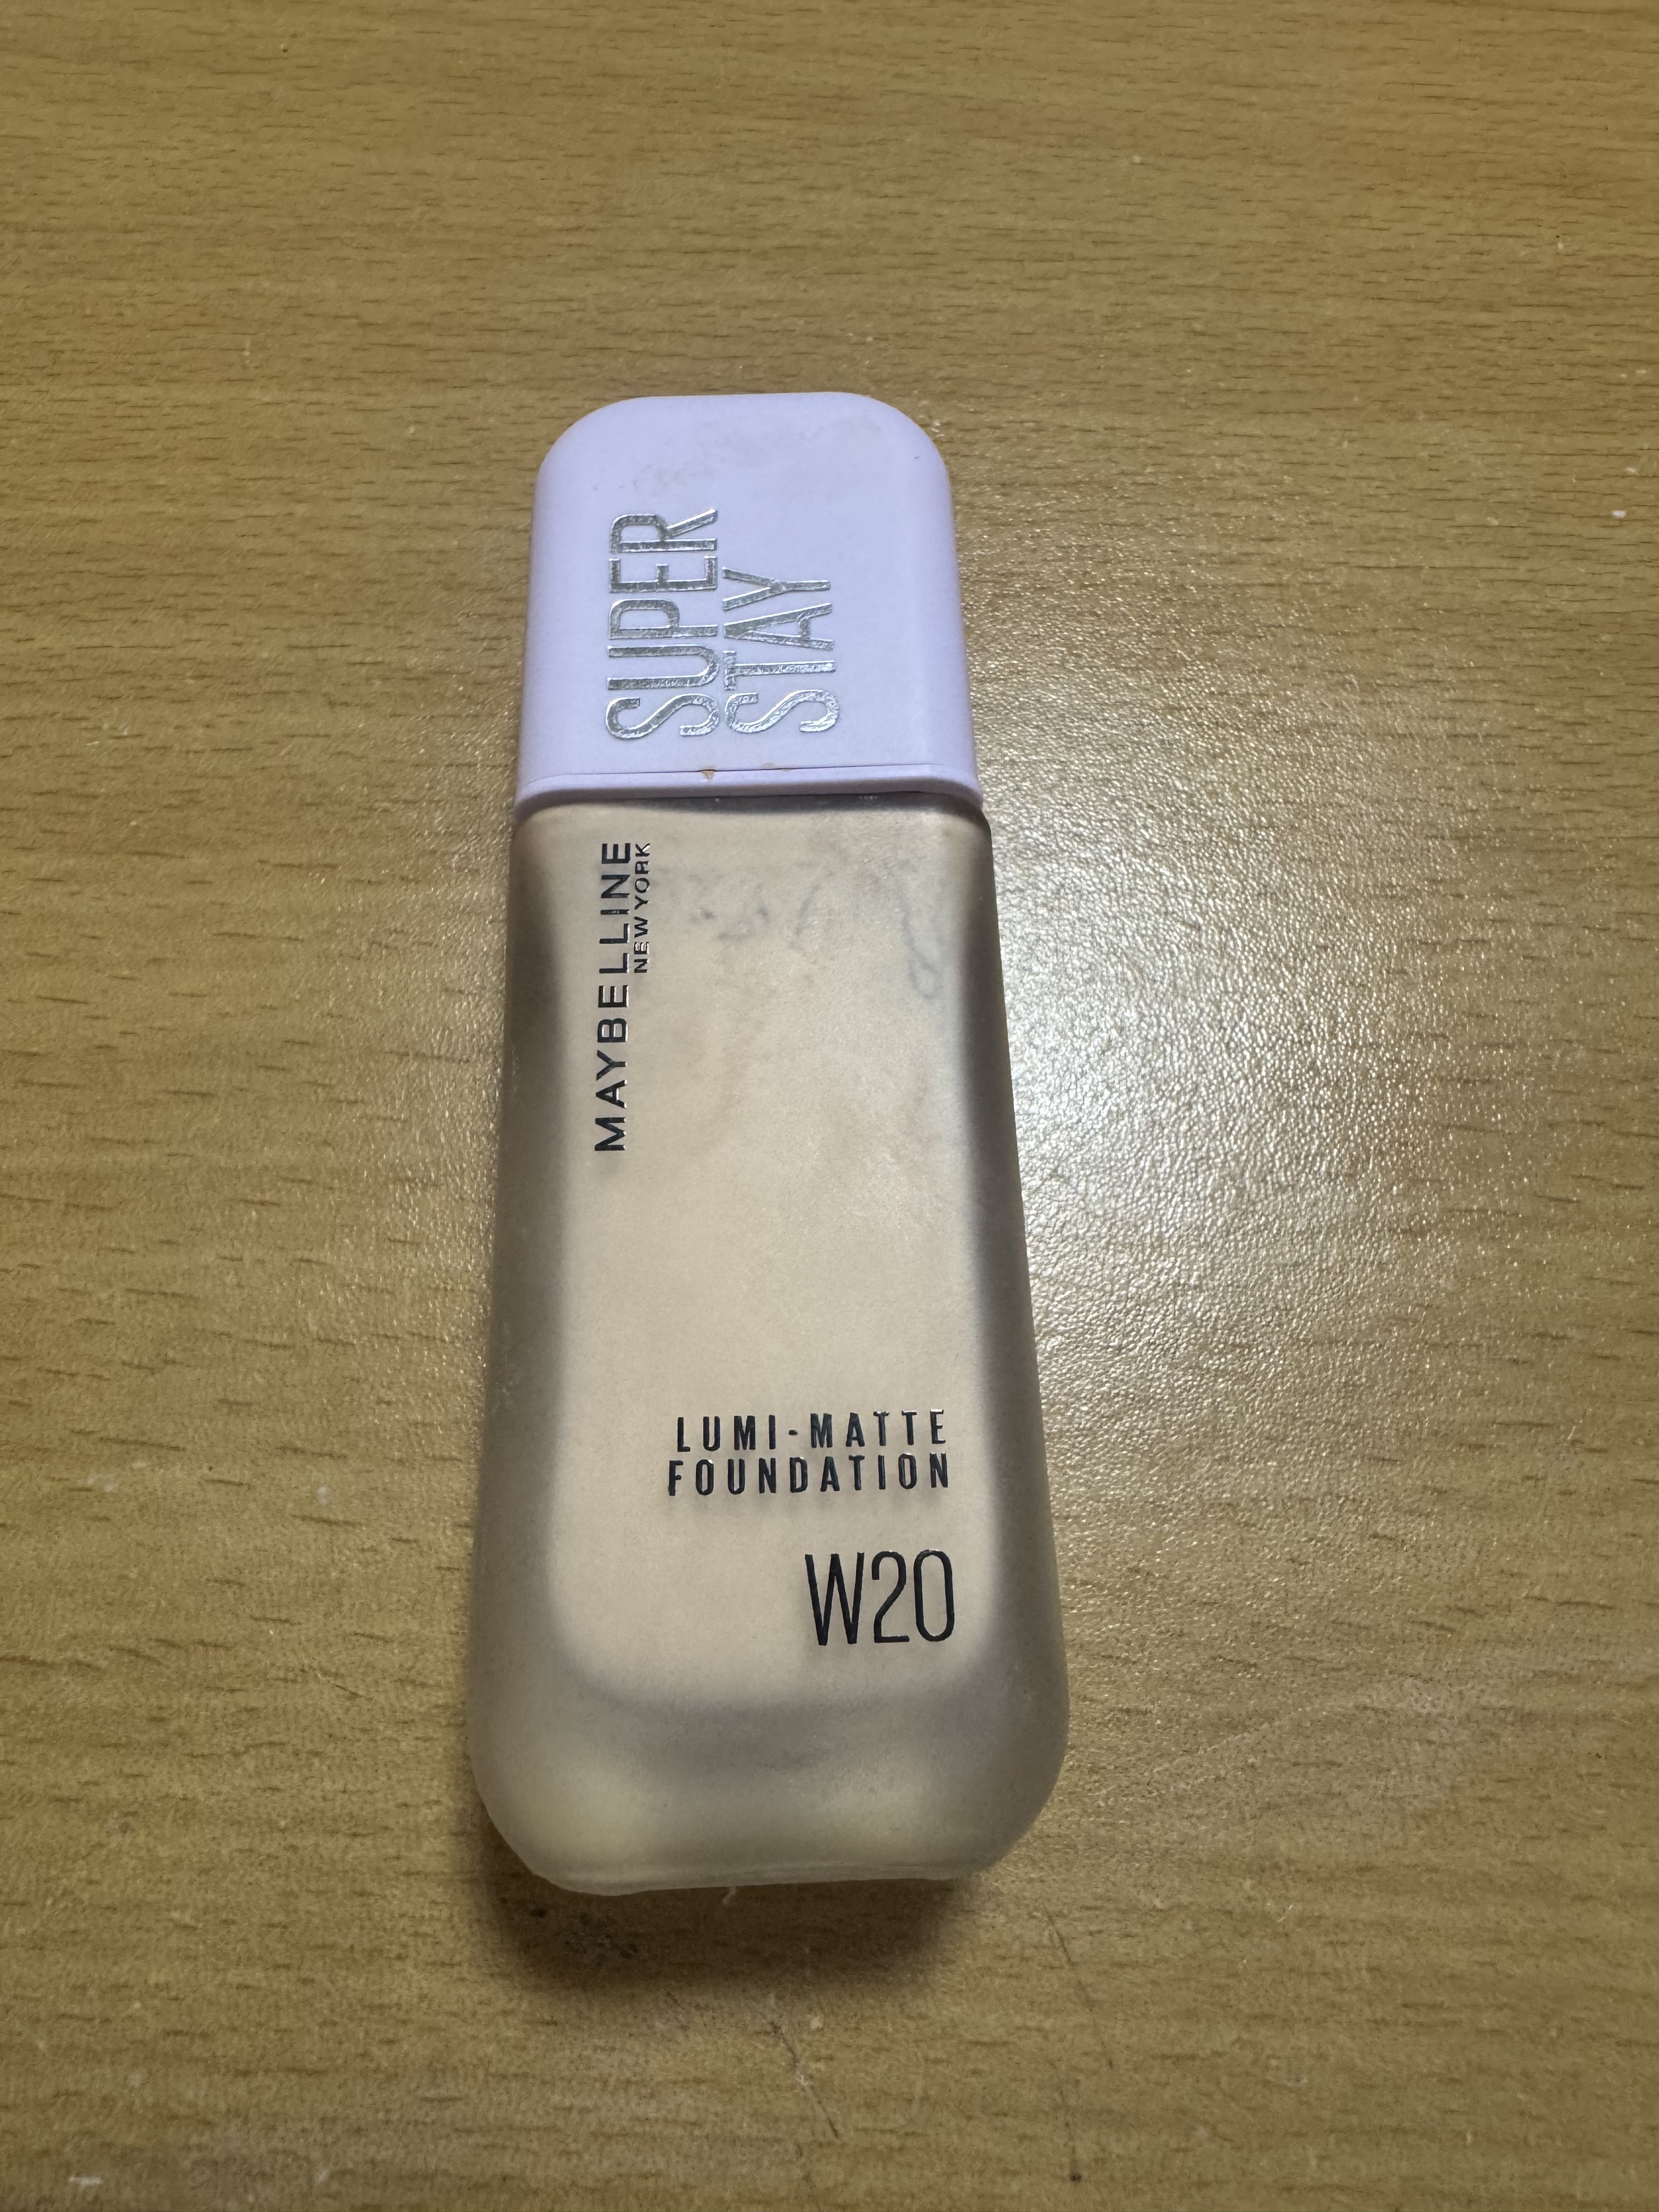 SUPER
STAY
MAYBELLINE
NEW YORK
LUMI-MATTE
FOUNDATION
W20